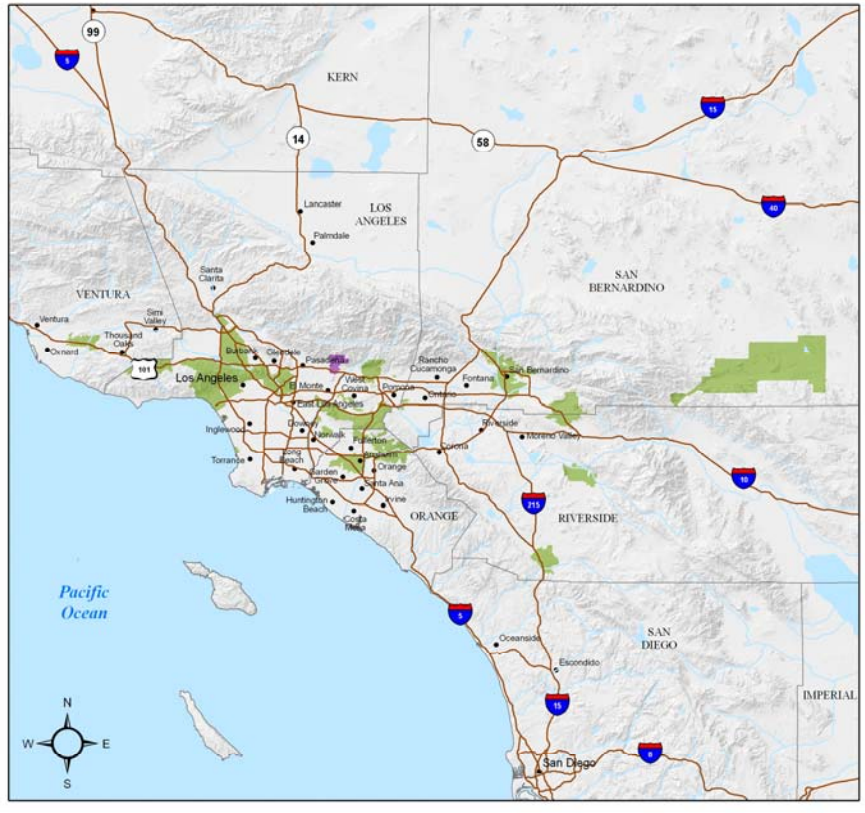 99
5
KERN
15
14
58
Lancaster
LOS
ANGELES
40
Palmdale
Santa
Clarita
SAN
BERNARDINO
VENTURA
Ventura
Simi
Valley
Thousand
Oaks
Oxnard
101
Burbank
Glendale
Pasadena
Rancho
Cucamonga
San Bernardino
Fontana
Los Angeles
El Monte
West
Covina
Pomona
Ontario
East Los Angeles
Inglewood
Downey
Norwalk
Fullerton
Riverside
Moreno Valley
Corona
Torrance
Long
Beach
Anaheim
Orange
Garden
Grove
Santa Ana
10
Huntington
Beach
Irvine
Costa
Mesa
ORANGE
215
RIVERSIDE
Pacific
Ocean
5
Oceanside
SAN
DIEGO
Escondido
IMPERIAL
15
N
W
E
S
San Diego
8